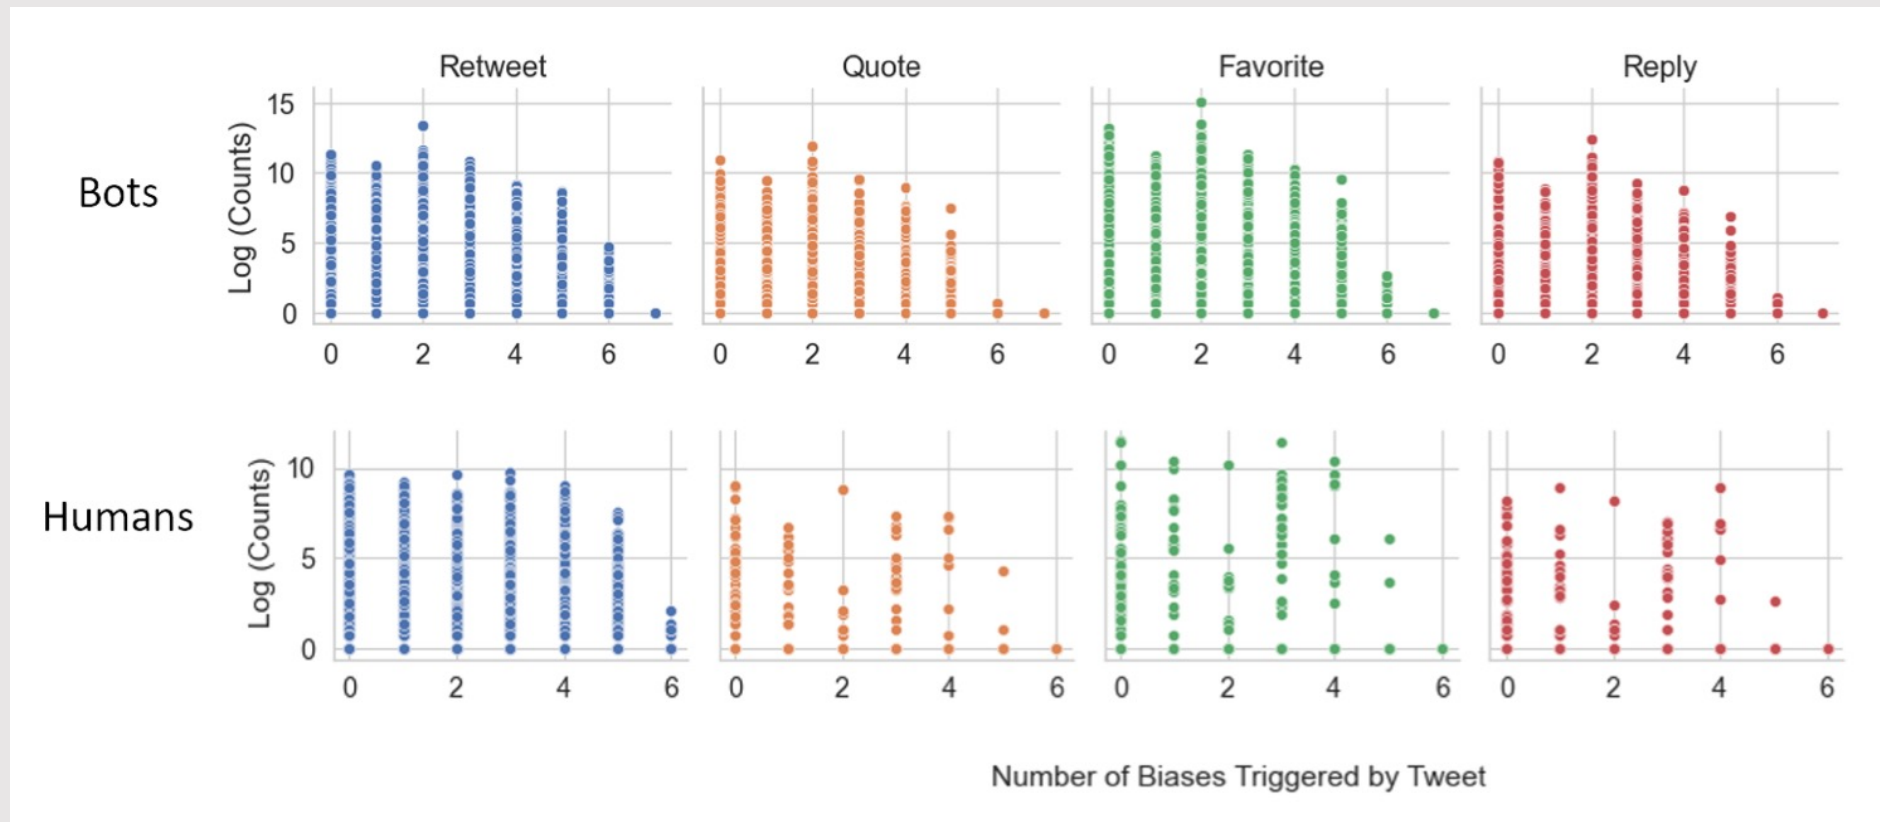 Retweet Quote Favorite Reply
Bots
Log (Counts)
15
10
5
0
0 2 4 6 0 2 4 6 0 2 4 6 0 2 4 6
Humans
Log (Counts)
10
5
0
0 2 4 6 0 2 4 6 0 2 4 6 0 2 4 6
Number of Biases Triggered by Tweet